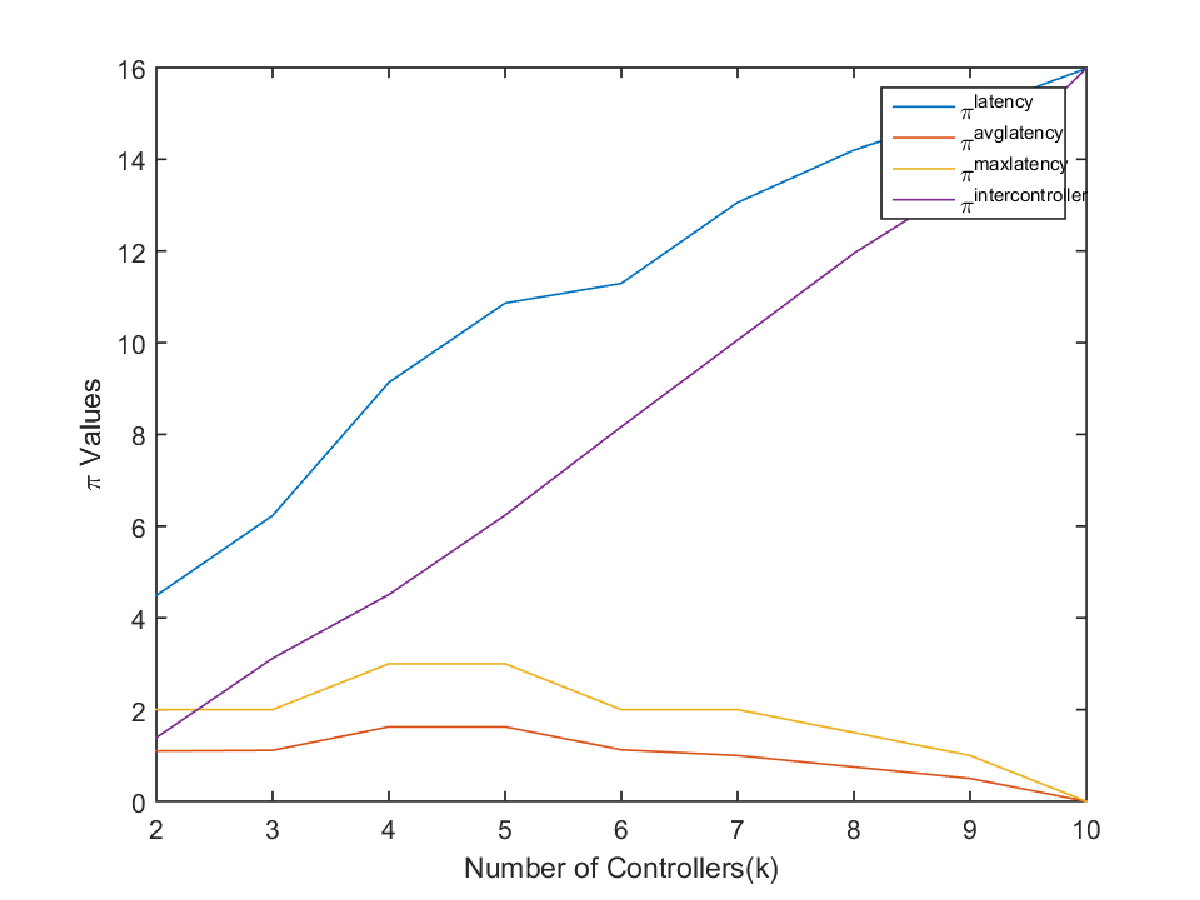 16
14
12
10
8
6
4
2
0
π Values
2 3 4 5 6 7 8 9 10
Number of Controllers(k)
π^latency
π^avglatency
π^maxlatency
π^intercontroller